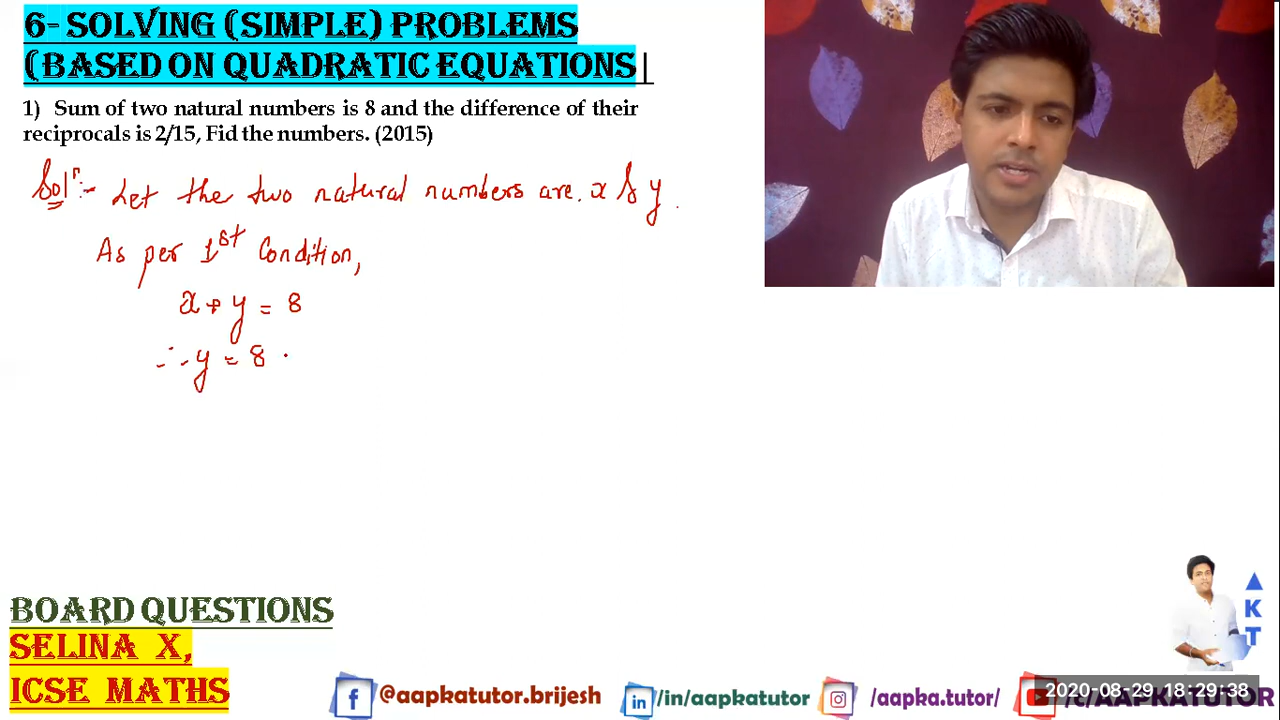 6- SOLVING (SIMPLE) PROBLEMS
(BASED ON QUADRATIC EQUATIONS
1) Sum of two natural numbers is 8 and the difference of their
reciprocals is 2/15, Fid the numbers. (2015)
Solⁿ:- Let the two natural numbers are. x & y.
As per 1st Condition,
x + y = 8
∴ y = 8
BOARD QUESTIONS
SELINA X,
ICSE MATHS
A
K
T
@aapkatutor.brijesh
/in/aapkatutor
/aapka.tutor/
/c/AAPKATUTOR
2020-08-29 18:29:38